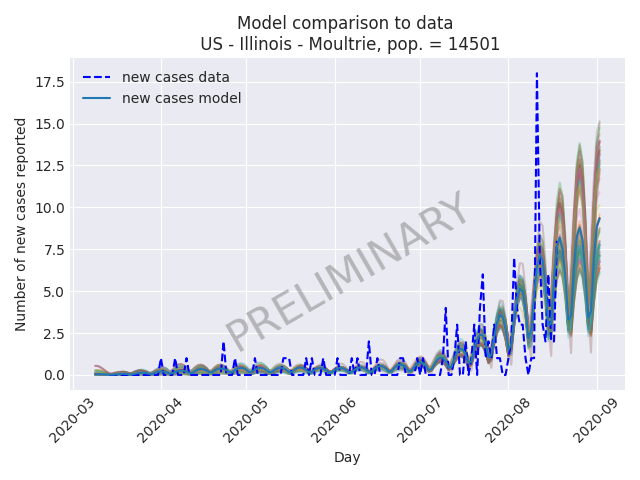 Model comparison to data
US - Illinois - Moultrie, pop. = 14501
new cases data
new cases model
17.5
15.0
12.5
10.0
7.5
5.0
2.5
0.0
Number of new cases reported
PRELIMINARY
2020-03
2020-04
2020-05
2020-06
2020-07
2020-08
2020-09
Day